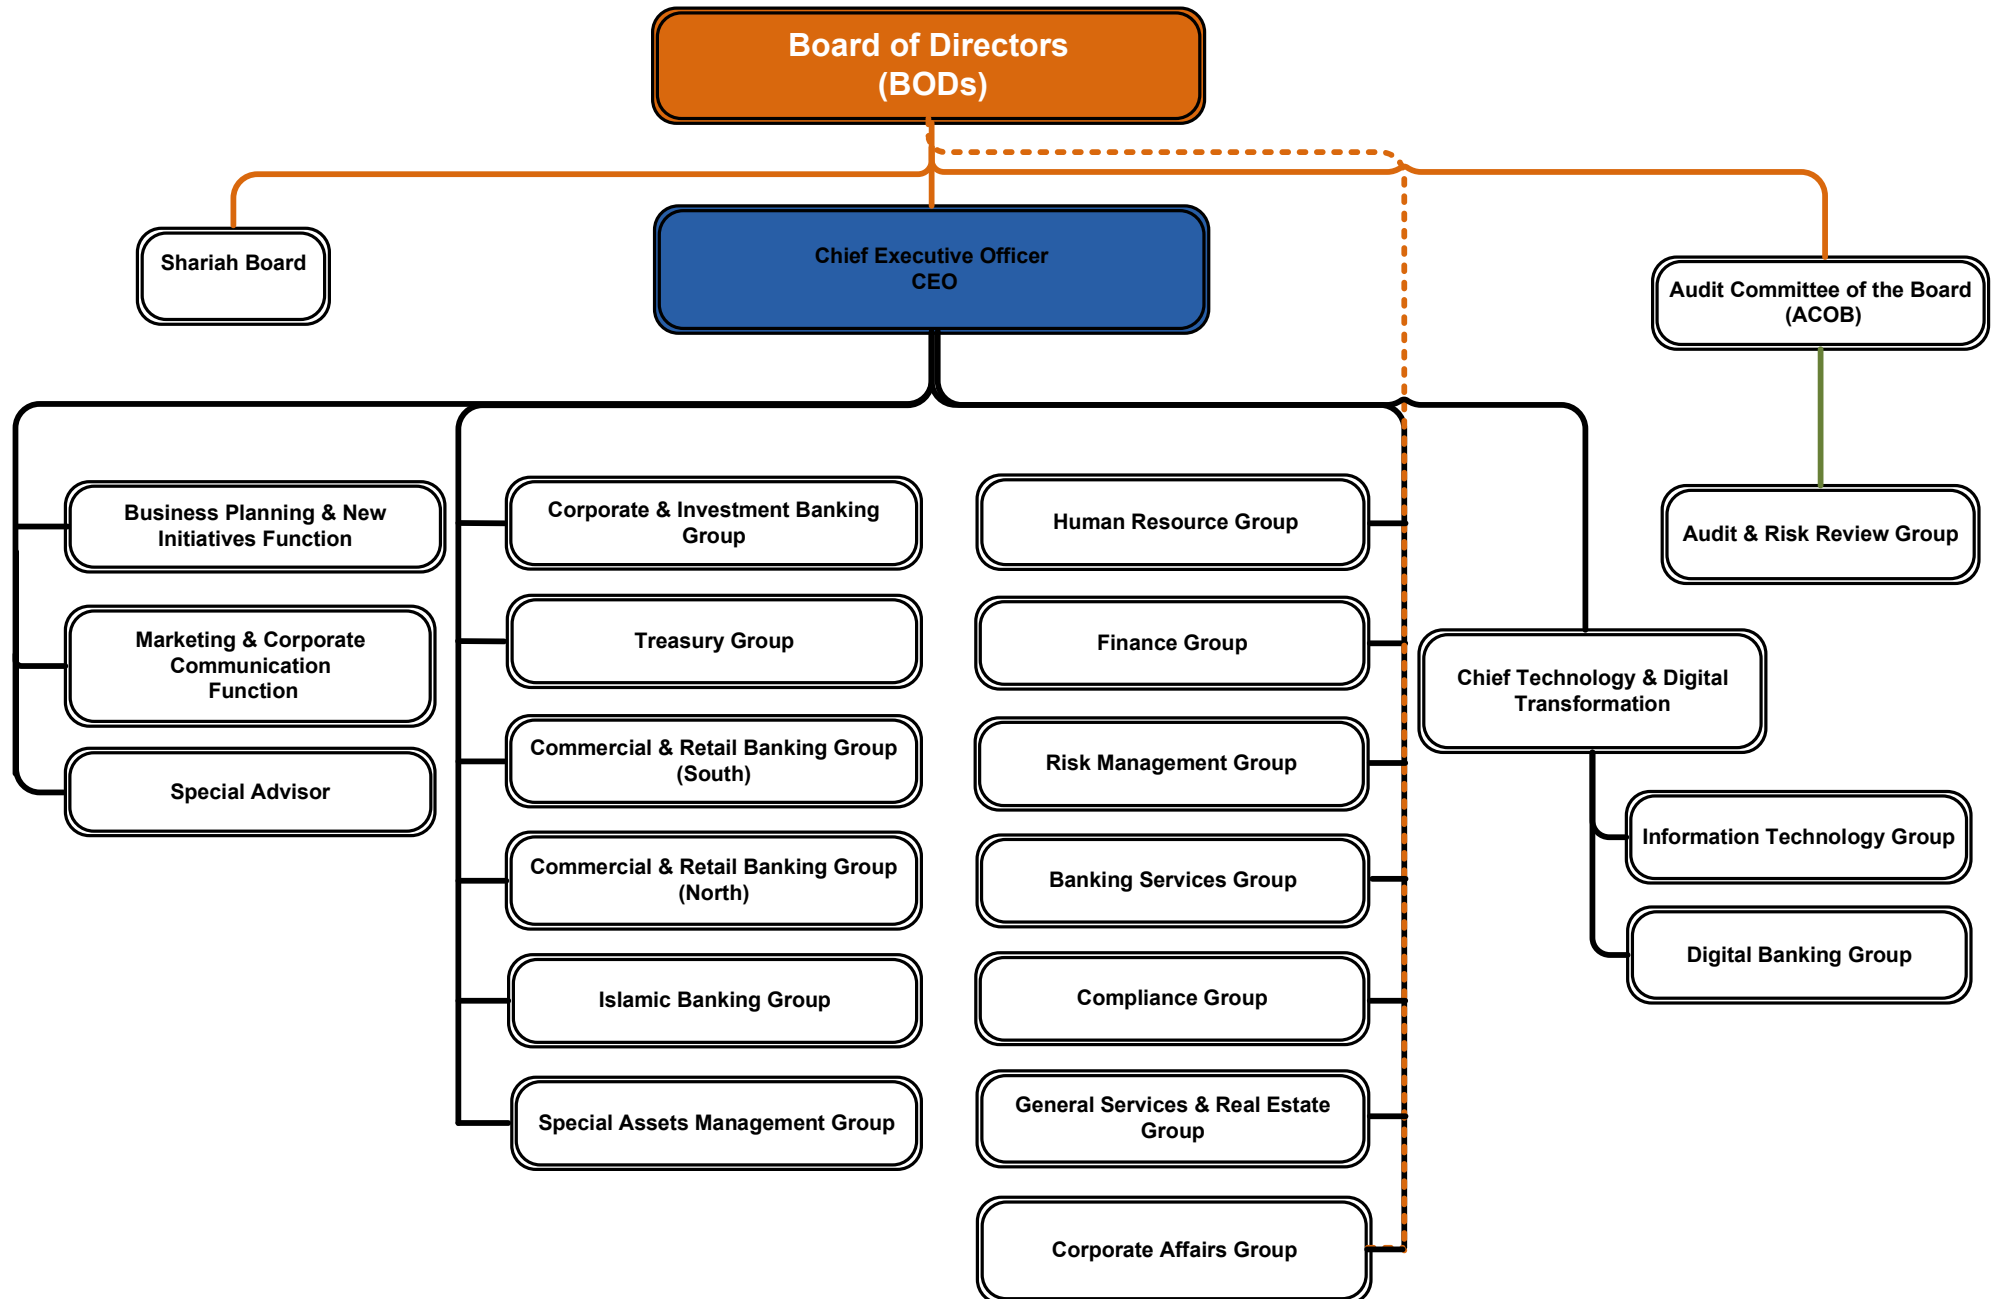 Board of Directors
(BODs)
Shariah Board
Chief Executive Officer
CEO
Audit Committee of the Board
(ACOB)
Business Planning & New
Initiatives Function
Marketing & Corporate
Communication
Function
Special Advisor
Corporate & Investment Banking
Group
Treasury Group
Commercial & Retail Banking Group
(South)
Commercial & Retail Banking Group
(North)
Islamic Banking Group
Special Assets Management Group
Human Resource Group
Finance Group
Risk Management Group
Banking Services Group
Compliance Group
General Services & Real Estate
Group
Corporate Affairs Group
Chief Technology & Digital
Transformation
Information Technology Group
Digital Banking Group
Audit & Risk Review Group